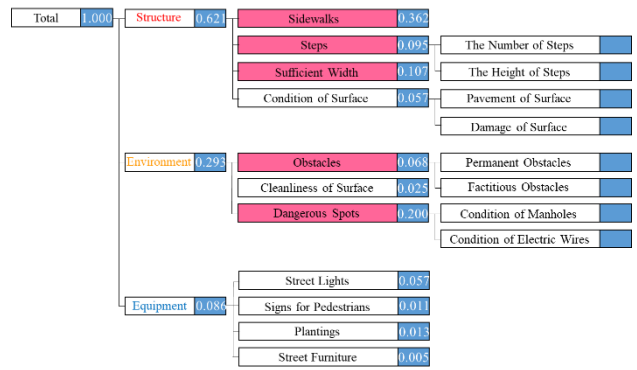 Total 1.000 Structure 0.621 Sidewalks 0.362
Steps 0.095 The Number of Steps
Sufficient Width 0.107 The Height of Steps
Condition of Surface 0.057 Pavement of Surface
Damage of Surface
Environment 0.293 Obstacles 0.068 Permanent Obstacles
Cleanliness of Surface 0.025 Factitious Obstacles
Dangerous Spots 0.200 Condition of Manholes
Condition of Electric Wires
Street Lights 0.057
Equipment 0.086 Signs for Pedestrians 0.011
Plantings 0.013
Street Furniture 0.005